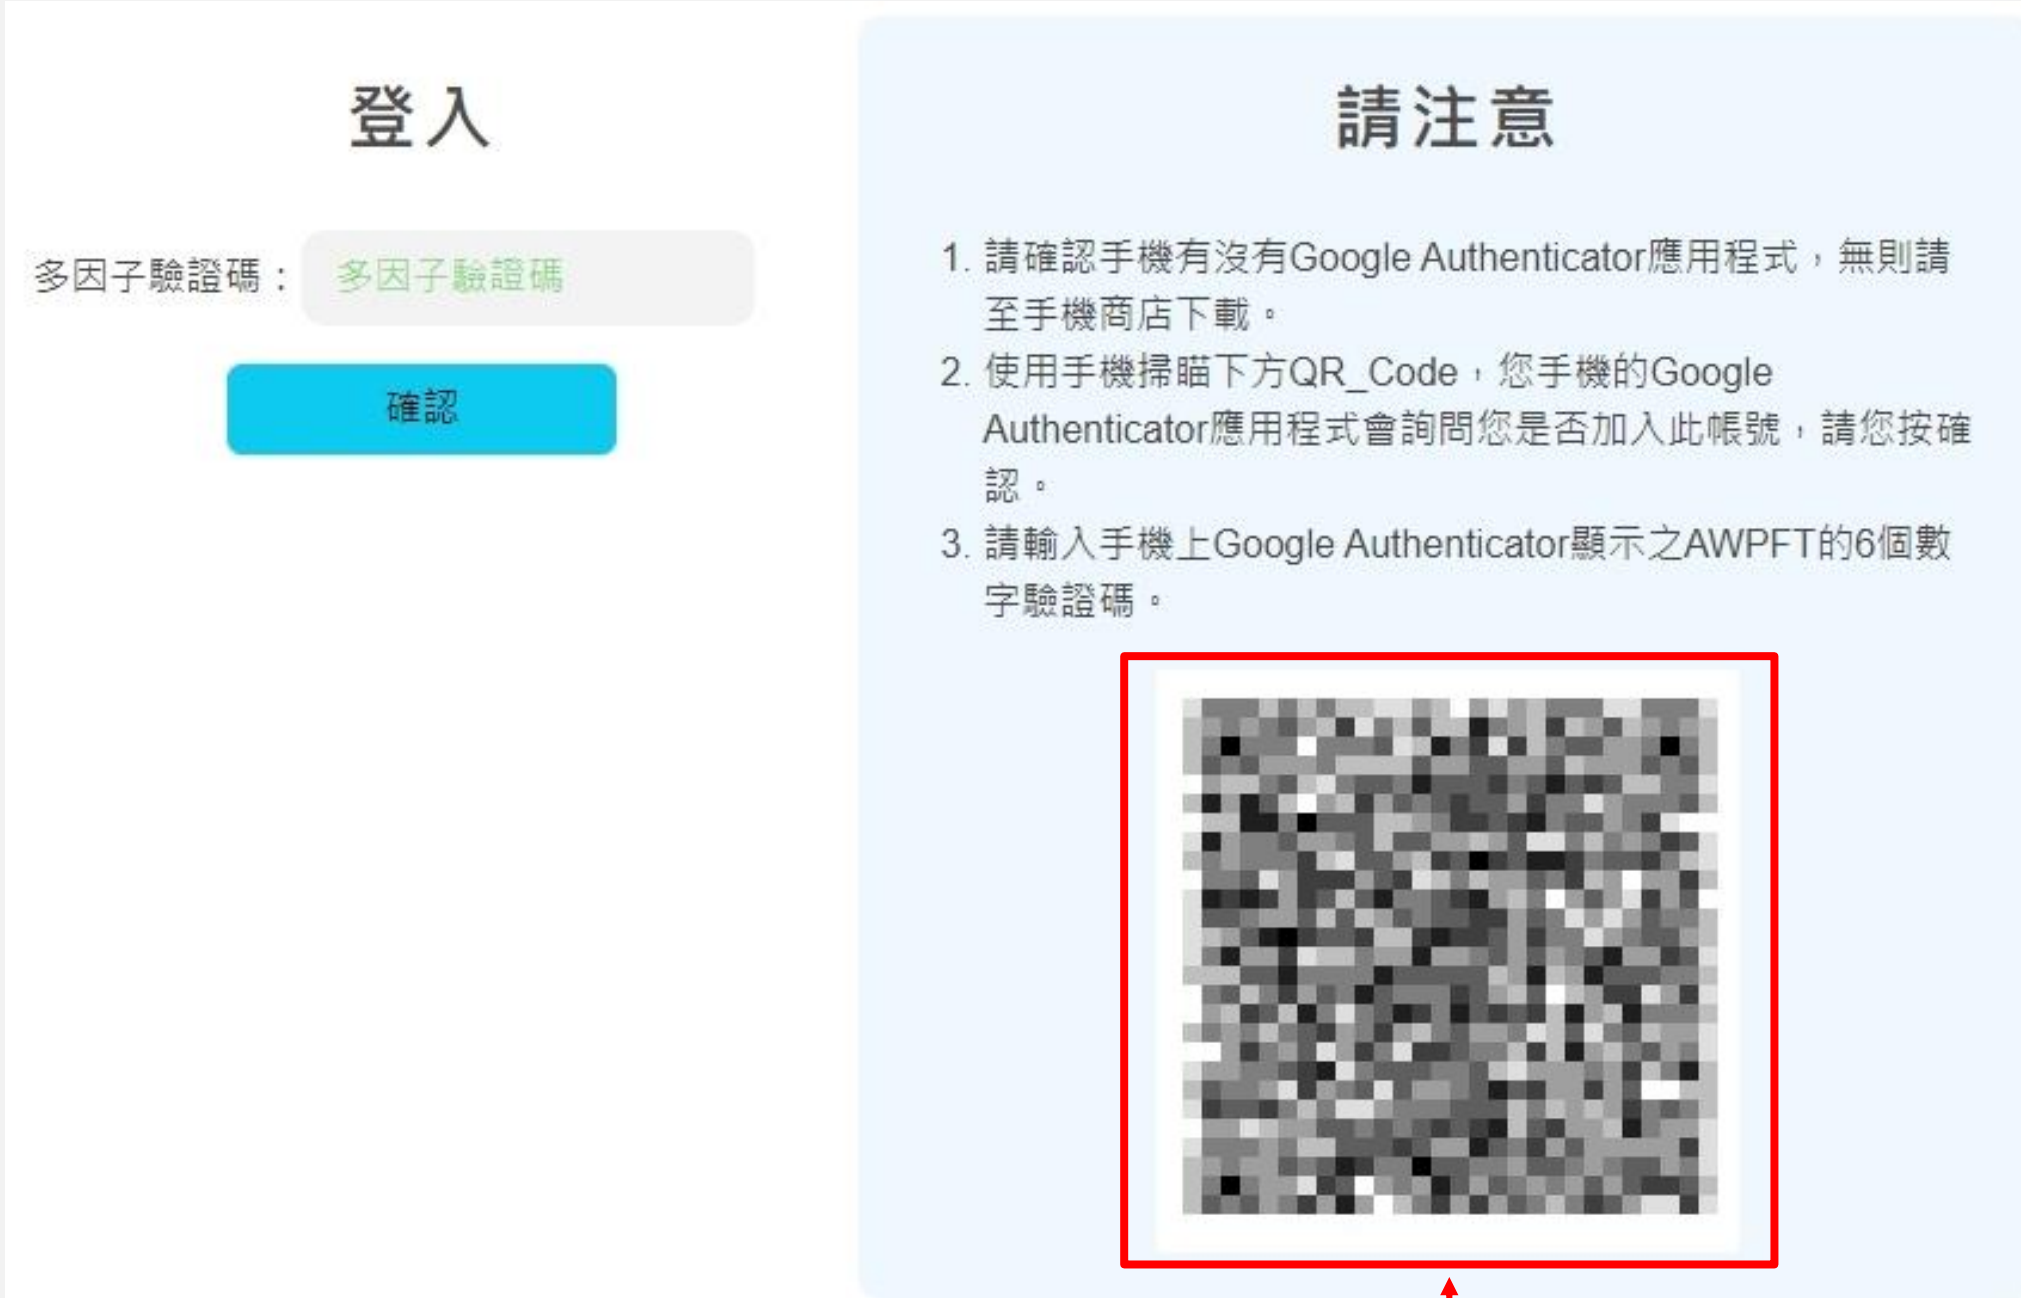 登入
多因子驗證碼：
多因子驗證碼
確認
請注意
1. 請確認手機有沒有Google Authenticator應用程式，無則請
至手機商店下載。
2. 使用手機掃瞄下方QR_Code，您手機的Google
Authenticator應用程式會詢問您是否加入此帳號，請您按確
認。
3. 請輸入手機上Google Authenticator顯示之AWPFT的6個數
字驗證碼。